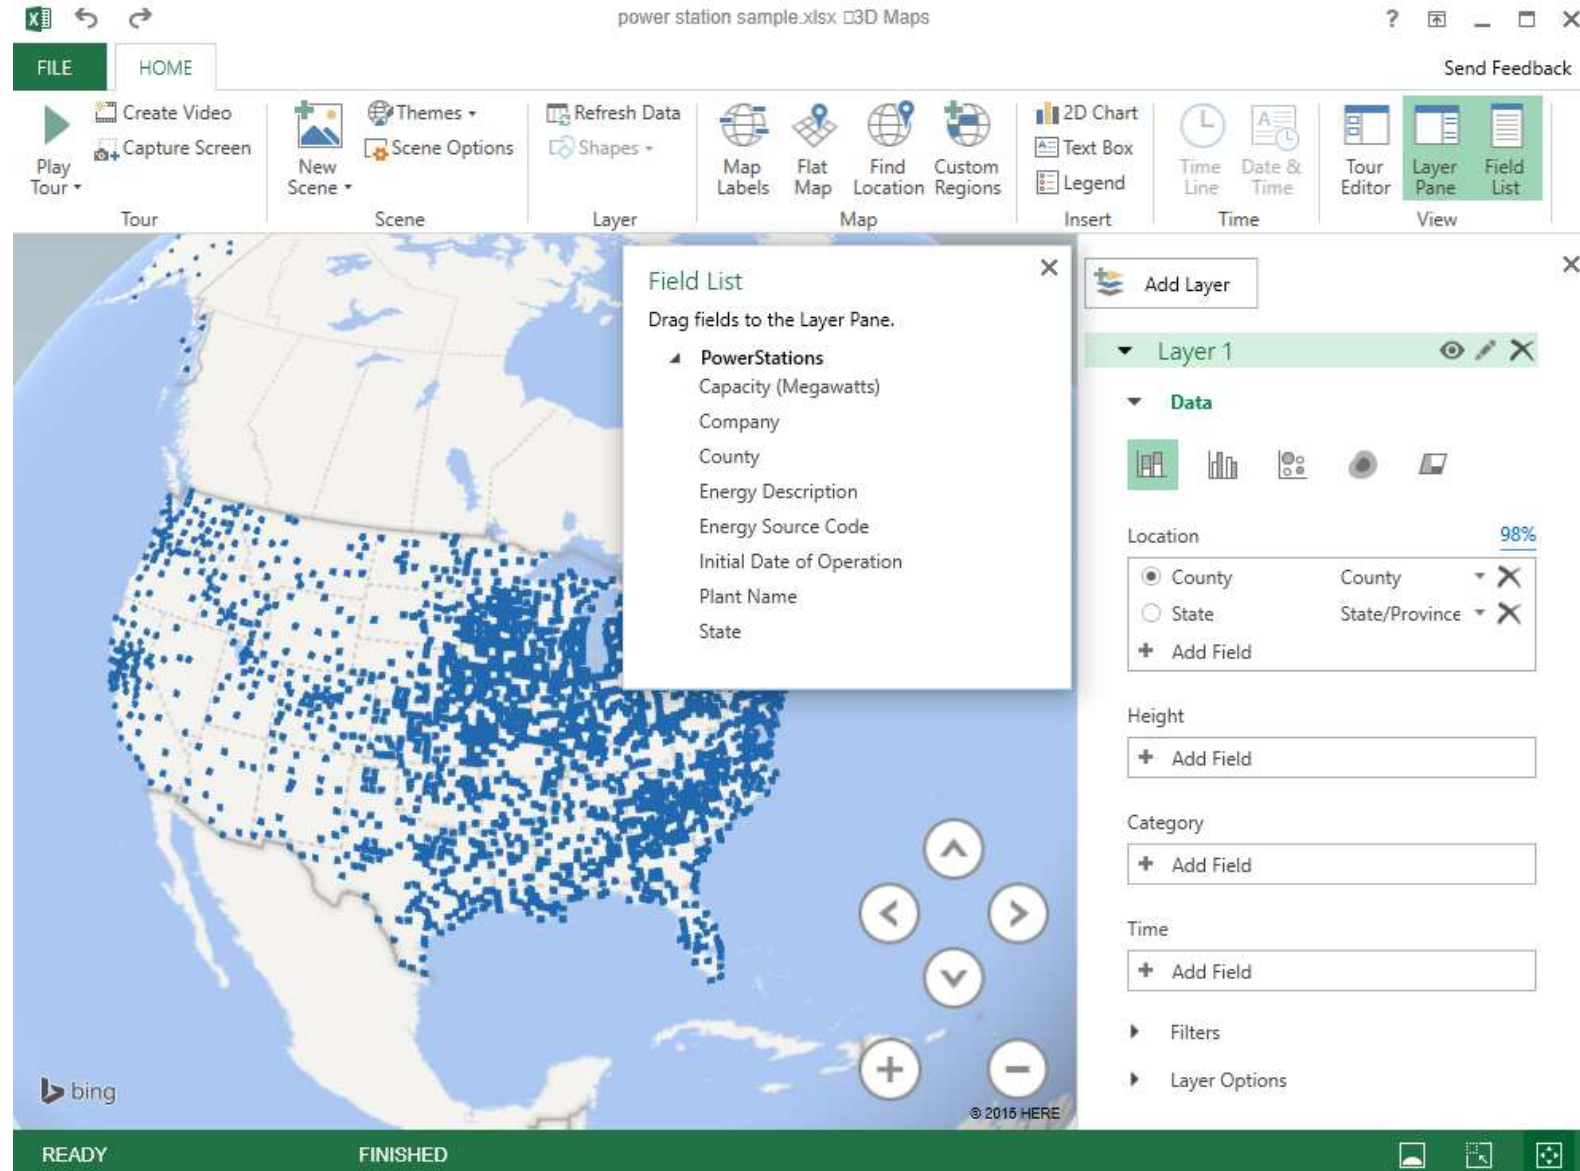 power station sample.xlsx □3D Maps
?
FILE
HOME
Send Feedback
Play Tour
Create Video
Capture Screen
Tour
New Scene
Themes
Scene Options
Scene
Refresh Data
Shapes
Layer
Map Labels
Flat Map
Find Location
Custom Regions
Map
2D Chart
Text Box
Legend
Insert
Time Line
Date & Time
Time
Tour Editor
Layer Pane
Field List
View
Field List
Drag fields to the Layer Pane.
PowerStations
Capacity (Megawatts)
Company
County
Energy Description
Energy Source Code
Initial Date of Operation
Plant Name
State
Add Layer
Layer 1
Data
Location 98%
County County
State State/Province
Add Field
Height
Add Field
Category
Add Field
Time
Add Field
Filters
Layer Options
bing
© 2015 HERE
READY
FINISHED